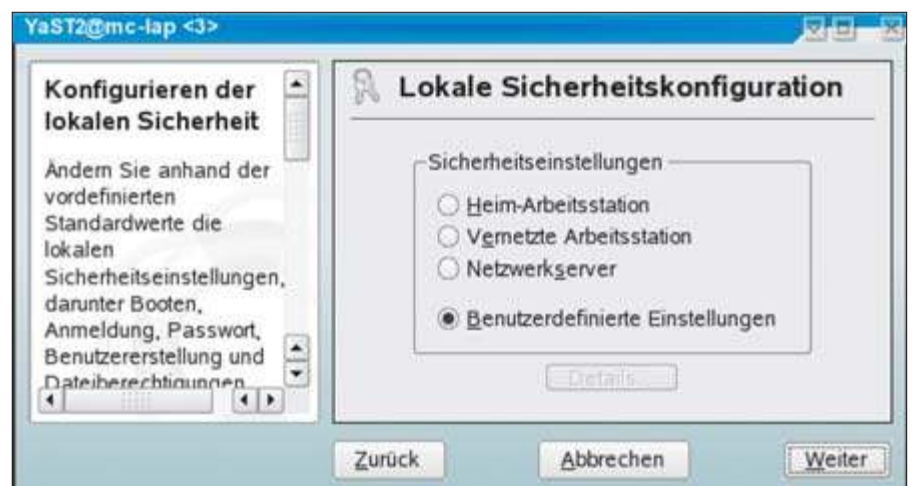 YaST2@mc-lap <3>
Konfigurieren der
lokalen Sicherheit
Ändern Sie anhand der
vordefinierten
Standardwerte die
lokalen
Sicherheitseinstellungen,
darunter Booten,
Anmeldung, Passwort,
Benutzererstellung und
Dateiberechtigungen
Lokale Sicherheitskonfiguration
Sicherheitseinstellungen
Heim-Arbeitsstation
Vernetzte Arbeitsstation
Netzwerkserver
Benutzerdefinierte Einstellungen
Details...
Zurück
Abbrechen
Weiter